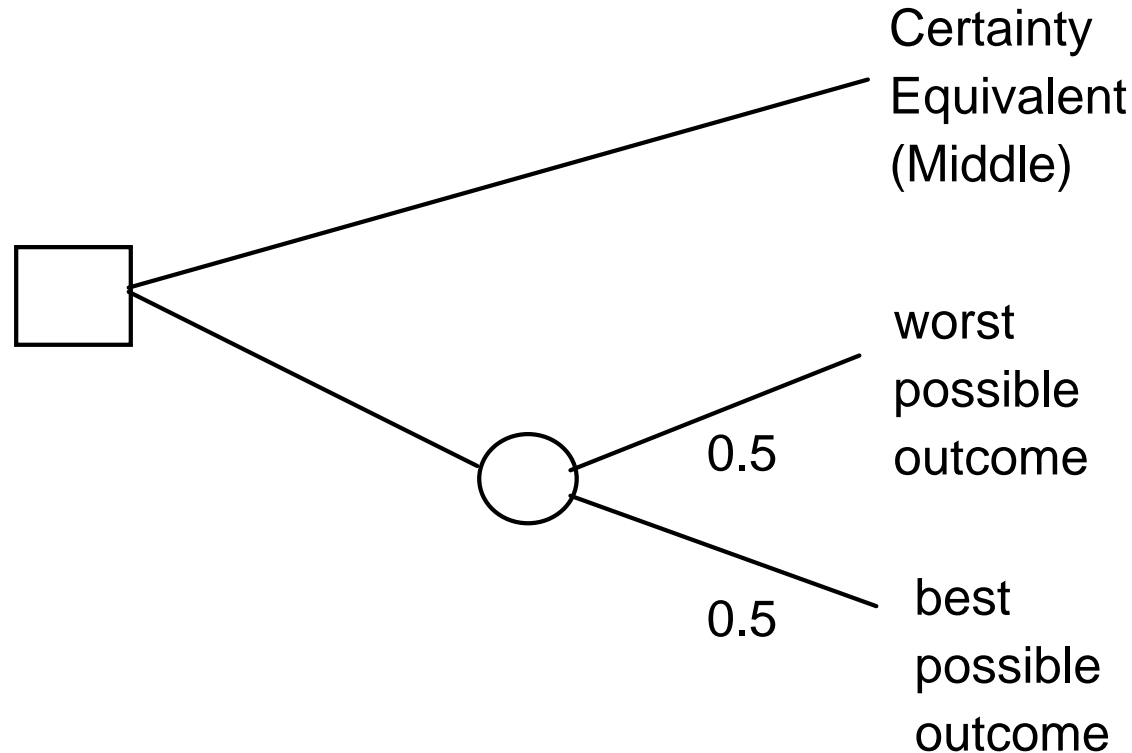 Certainty
Equivalent
(Middle)
worst
possible
outcome
0.5
0.5
best
possible
outcome